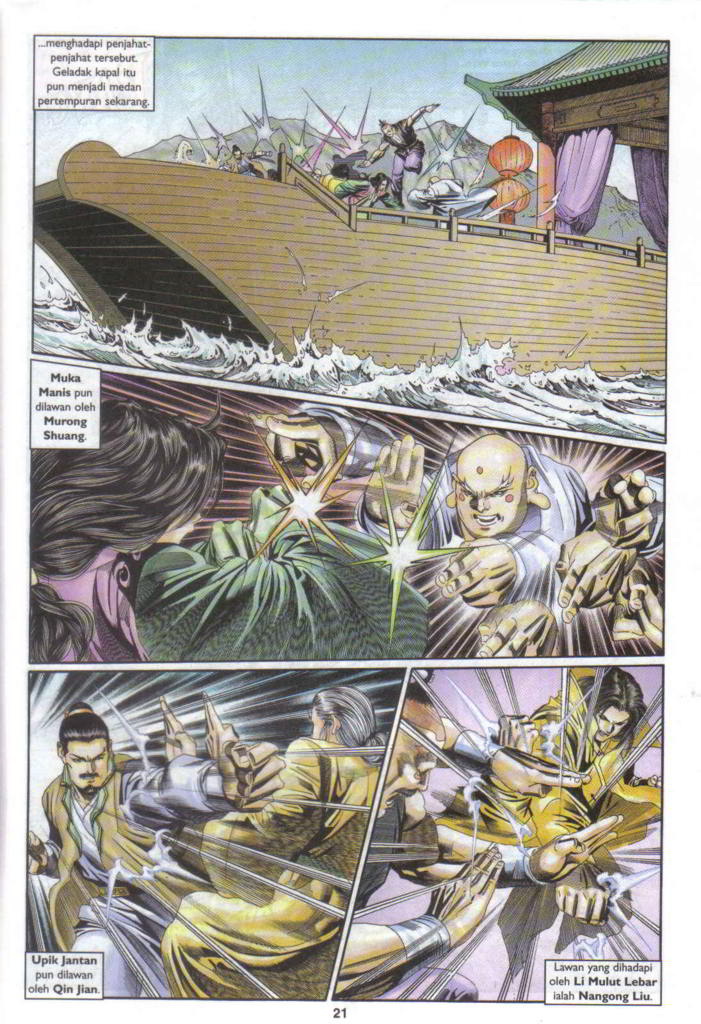 ...menghadapi penjahat-
penjahat tersebut.
Geladak kapal itu
pun menjadi medan
pertempuran sekarang.
Muka
Manis pun
dilawan oleh
Murong
Shuang.
Upik Jantan
pun dilawan
oleh Qin Jian.
Lawan yang dihadapi
oleh Li Mulut Lebar
ialah Nangong Liu.
21